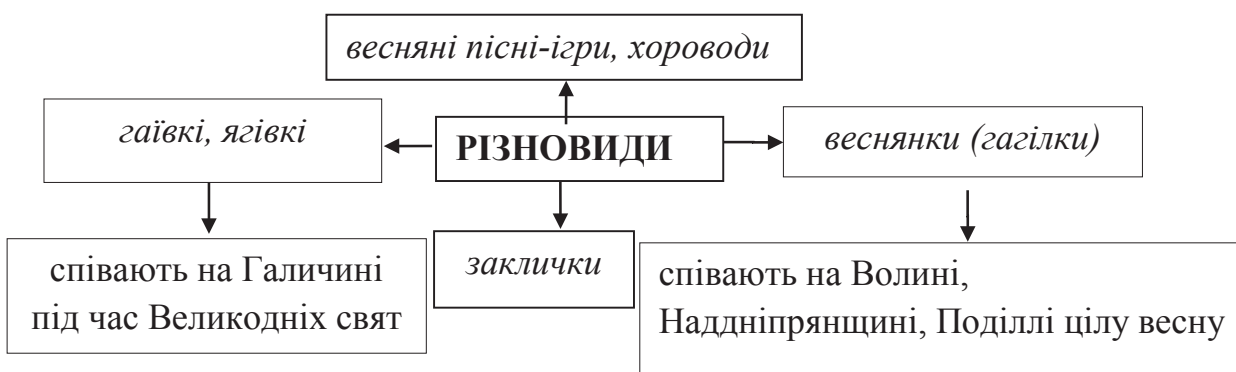 весняні пісні-ігри, хороводи
гаївкі, ягівкі
РІЗНОВИДИ
веснянки (гагілки)
співають на Галичині
під час Великодніх свят
заклички
співають на Волині,
Наддніпрянщині, Поділлі цілу весну